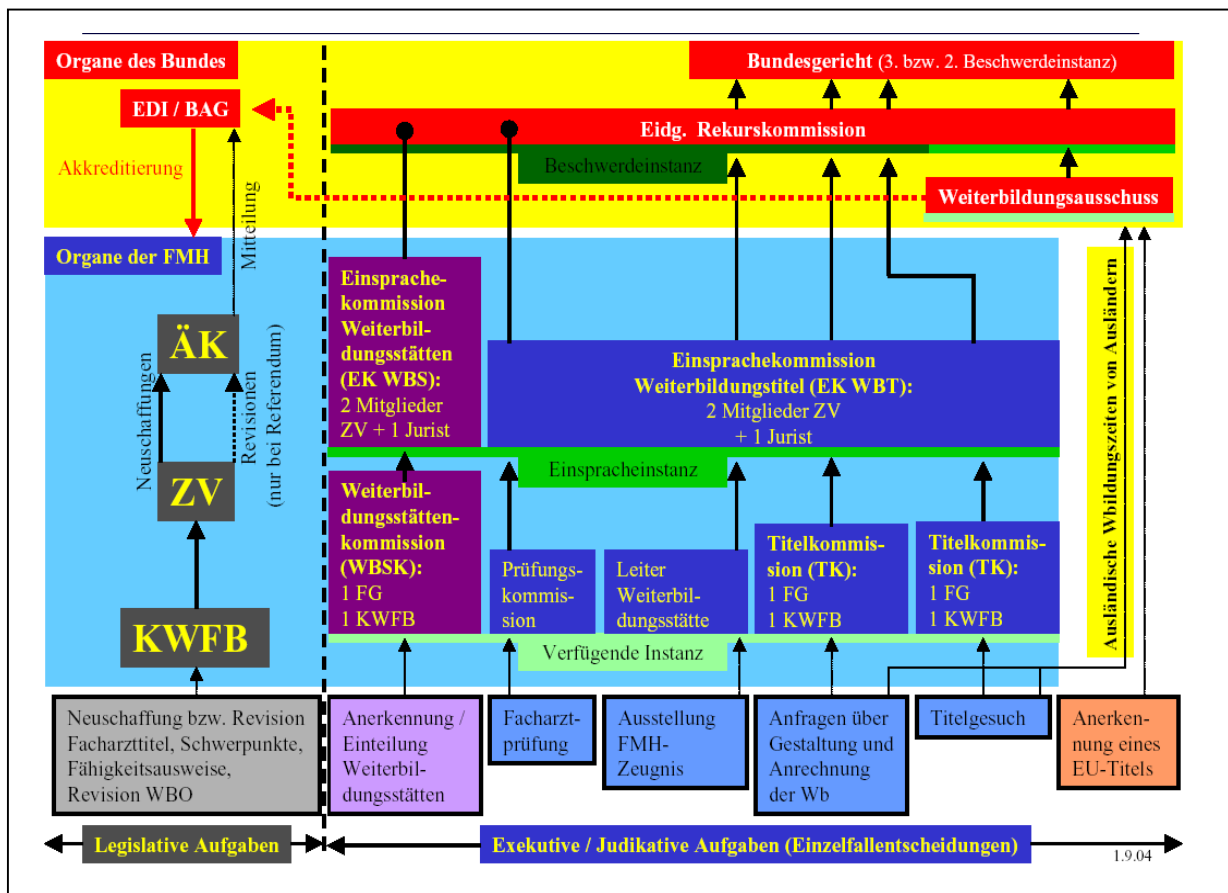 Organe des Bundes
Bundesgericht (3. bzw. 2. Beschwerdeinstanz)
EDI / BAG
Eidg. Rekurskommission
Beschwerdeinstanz
Akkreditierung
Mitteilung
Weiterbildungsausschuss
Organe der FMH
ÄK
Neuschaffungen
Revisionen
(nur bei Referendum)
ZV
KWFB
Einsprache-
kommission
Weiterbil-
dungsstätten
(EK WBS):
2 Mitglieder
ZV + 1 Jurist
Einsprachekommission
Weiterbildungstitel (EK WBT):
2 Mitglieder ZV
+ 1 Jurist
Einspracheinstanz
Weiterbil-
dungsstätten-
kommission
(WBSK):
1 FG
1 KWFB
Prüfungs-
kommis-
sion
Leiter
Weiterbil-
dungsstätte
Titelkommis-
sion (TK):
1 FG
1 KWFB
Titelkommis-
sion (TK):
1 FG
1 KWFB
Verfügende Instanz
Ausländische Wbildungszeiten von Ausländern
Neuschaffung bzw. Revision
Facharzttitel, Schwerpunkte,
Fähigkeitsausweise,
Revision WBO
Anerkennung /
Einteilung
Weiterbil-
dungsstätten
Facharzt-
prüfung
Ausstellung
FMH-
Zeugnis
Anfragen über
Gestaltung und
Anrechnung
der Wb
Titelgesuch
Anerken-
nung eines
EU-Titels
Legislative Aufgaben
Exekutive / Judikative Aufgaben (Einzelfallentscheidungen)
1.9.04